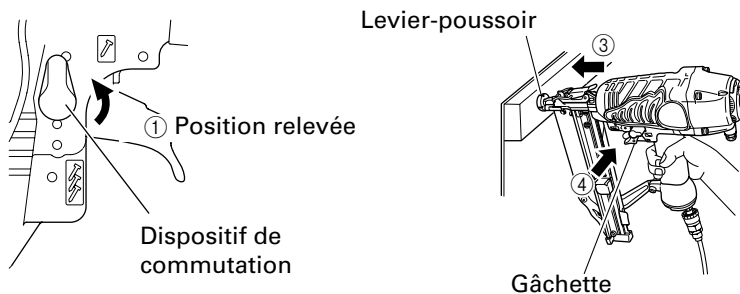 ① Position relevée
Dispositif de
commutation
Levier-poussoir
③
④
Gâchette